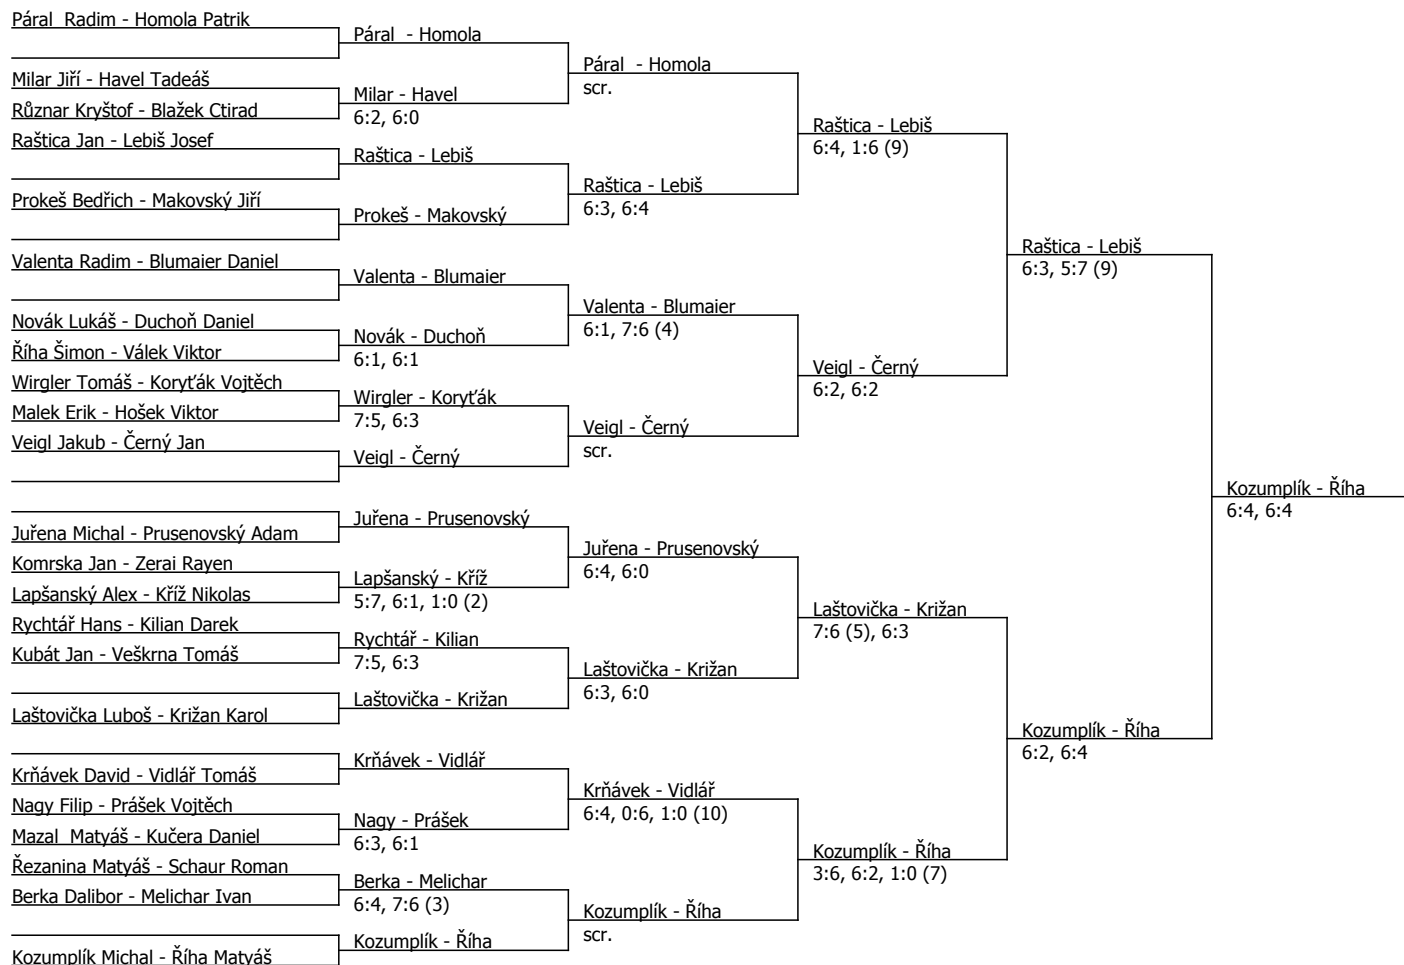 Páral  Radim - Homola Patrik
Milar Jiří - Havel Tadeáš
Různar Kryštof - Blažek Ctirad
Raštica Jan - Lebiš Josef
Prokeš Bedřich - Makovský Jiří
Valenta Radim - Blumaier Daniel
Novák Lukáš - Duchoň Daniel
Říha Šimon - Válek Viktor
Wirgler Tomáš - Koryťák Vojtěch
Malek Erik - Hošek Viktor
Veigl Jakub - Černý Jan
Juřena Michal - Prusenovský Adam
Komrska Jan - Zerai Rayen
Lapšanský Alex - Kříž Nikolas
Rychtář Hans - Kilian Darek
Kubát Jan - Veškrna Tomáš
Laštovička Luboš - Križan Karol
Krňávek David - Vidlář Tomáš
Nagy Filip - Prášek Vojtěch
Mazal  Matyáš - Kučera Daniel
Řezanina Matyáš - Schaur Roman
Berka Dalibor - Melichar Ivan
Kozumplík Michal - Říha Matyáš
Páral  - Homola
Milar - Havel
6:2, 6:0
Raštica - Lebiš
Prokeš - Makovský
Valenta - Blumaier
Novák - Duchoň
6:1, 6:1
Wirgler - Koryťák
7:5, 6:3
Veigl - Černý
Juřena - Prusenovský
Lapšanský - Kříž
5:7, 6:1, 1:0 (2)
Rychtář - Kilian
7:5, 6:3
Laštovička - Križan
Krňávek - Vidlář
Nagy - Prášek
6:3, 6:1
Berka - Melichar
6:4, 7:6 (3)
Kozumplík - Říha
Páral  - Homola
scr.
Raštica - Lebiš
6:3, 6:4
Valenta - Blumaier
6:1, 7:6 (4)
Veigl - Černý
scr.
Juřena - Prusenovský
6:4, 6:0
Laštovička - Križan
6:3, 6:0
Krňávek - Vidlář
6:4, 0:6, 1:0 (10)
Kozumplík - Říha
scr.
Raštica - Lebiš
6:4, 1:6 (9)
Veigl - Černý
6:2, 6:2
Laštovička - Križan
7:6 (5), 6:3
Kozumplík - Říha
3:6, 6:2, 1:0 (7)
Raštica - Lebiš
6:3, 5:7 (9)
Kozumplík - Říha
6:2, 6:4
Kozumplík - Říha
6:4, 6:4